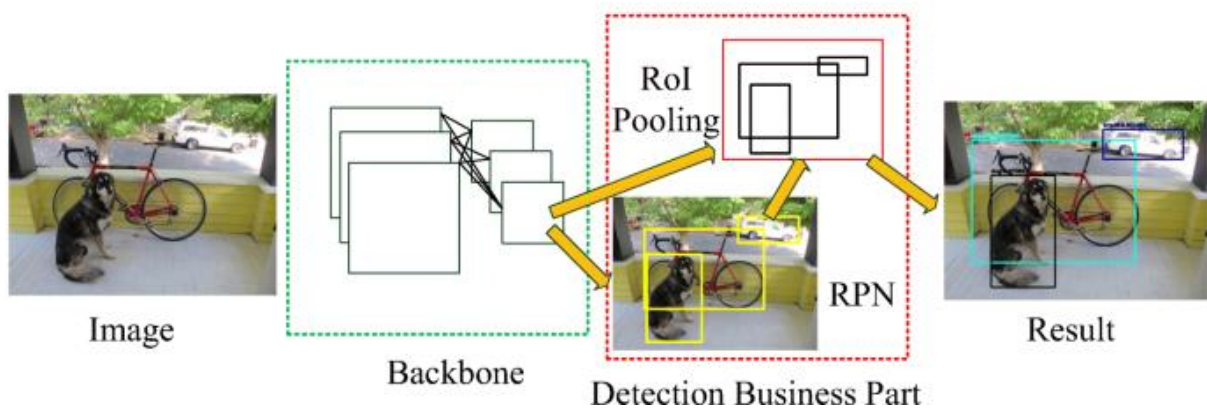 Image
Backbone
RoI
Pooling
RPN
Detection Business Part
Result